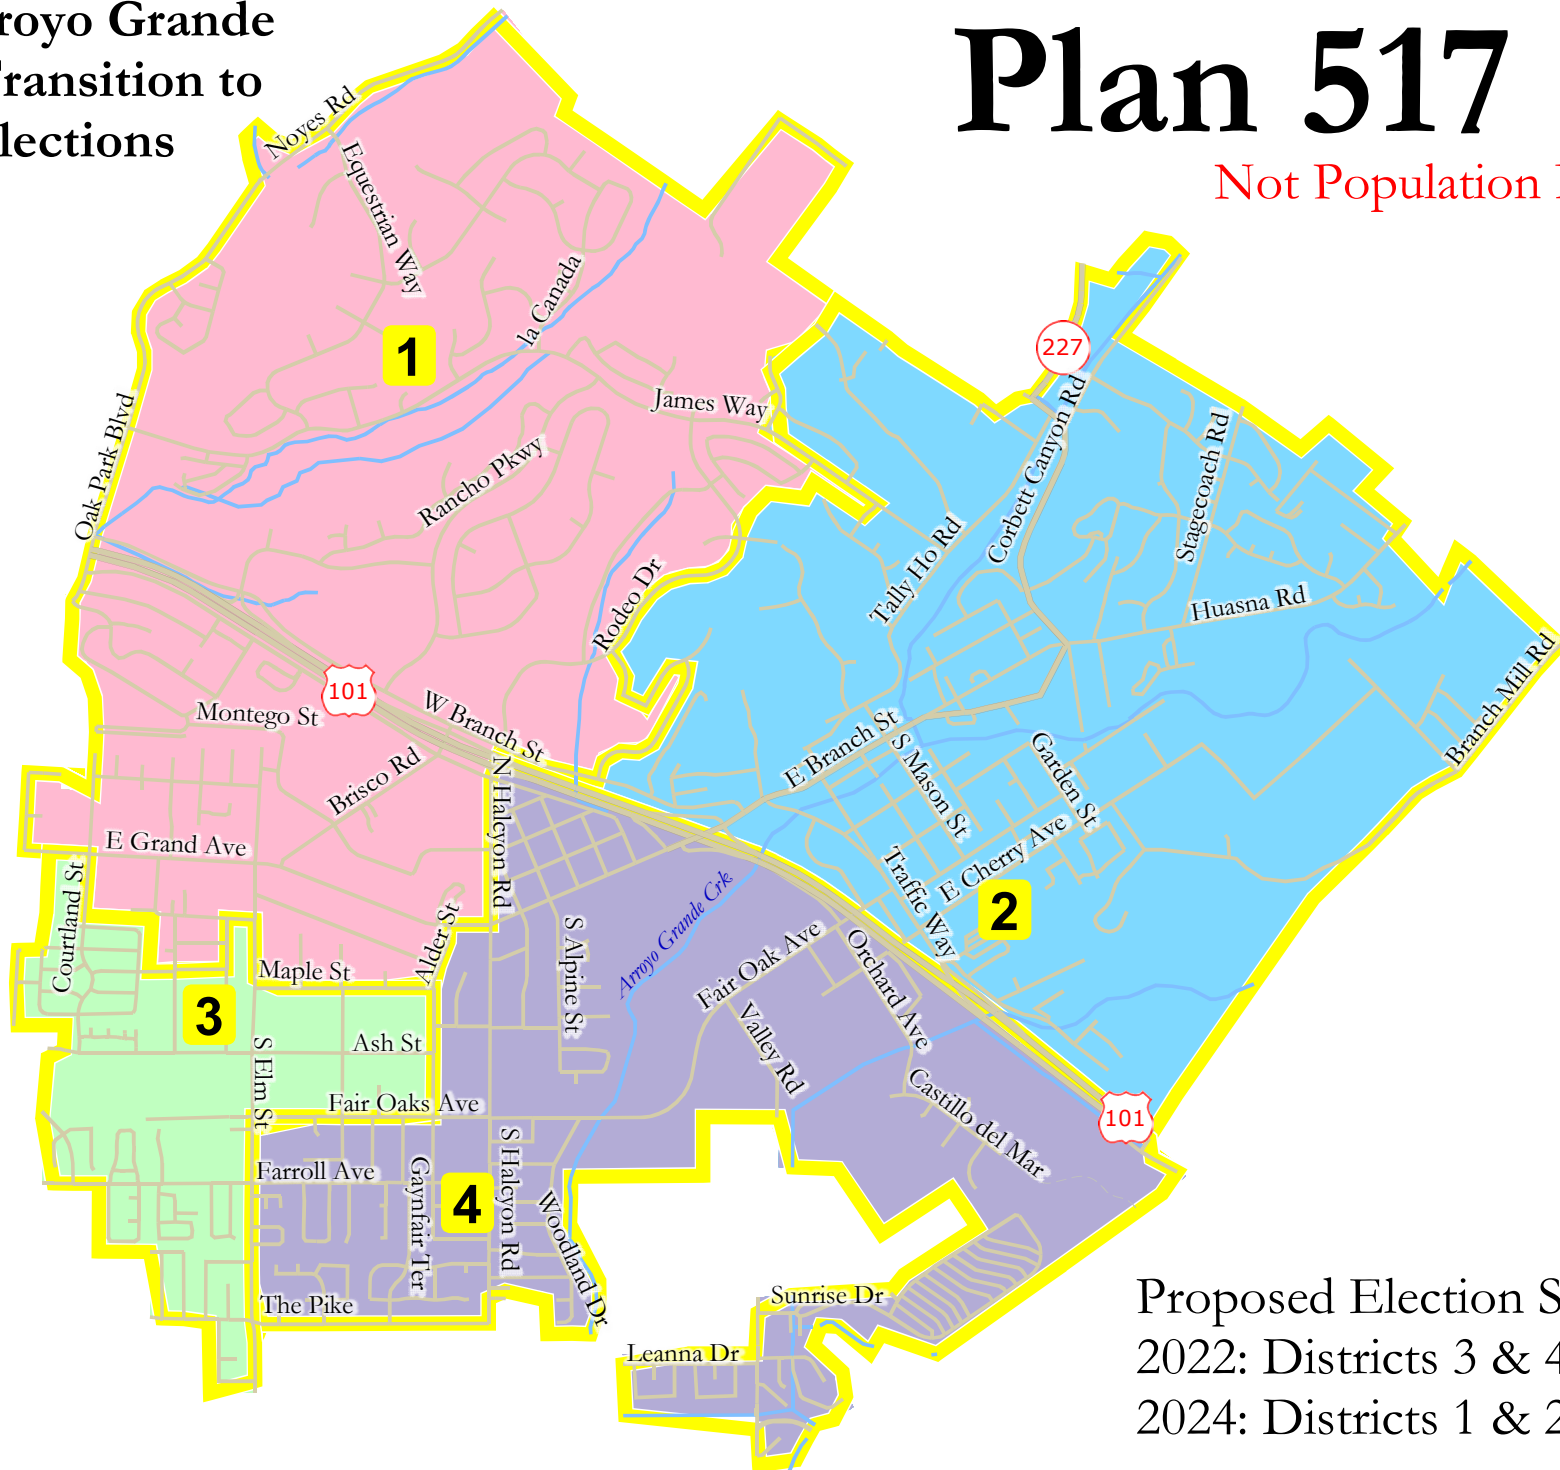 royo Grande
ransition to
lections
Plan 517
Not Population
Noyes Rd
Equestrian Way
la Canada
227
1
James Way
Corbett Canyon Rd
Stagecoach Rd
Oak Park Blvd
Rancho Pkwy
Tally Ho Rd
Rodeo Dr
Huasna Rd
Branch Mill Rd
101
Montego St
W Branch St
E Branch St
S Mason St
Garden St
Brisco Rd
N Halcyon Rd
E Grand Ave
E Cherry Ave
Traffic Way
2
Courtland St
Alder St
S Alpine St
Arroyo Grande Crk
Fair Oak Ave
Orchard Ave
Maple St
3
Valley Rd
Ash St
S Elm St
Castillo del Mar
Fair Oaks Ave
101
Farroll Ave
Gaynfair Ter
4
S Halcyon Rd
Woodland Dr
The Pike
Sunrise Dr
Leanna Dr
Proposed Election S
2022: Districts 3 & 4
2024: Districts 1 & 2